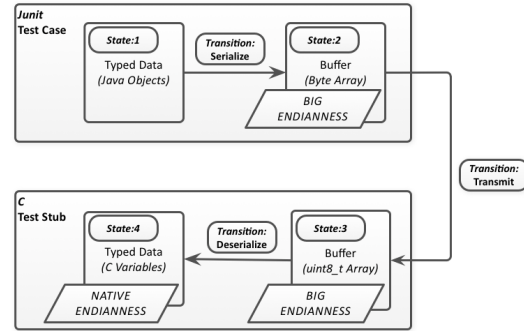 Junit
Test Case
State:1
Typed Data
(Java Objects)
Transition:
Serialize
State:2
Buffer
(Byte Array)
BIG
ENDIANNESS
Transition:
Transmit
C
Test Stub
State:4
Typed Data
(C Variables)
NATIVE
ENDIANNESS
Transition:
Deserialize
State:3
Buffer
(uint8_t Array)
BIG
ENDIANNESS